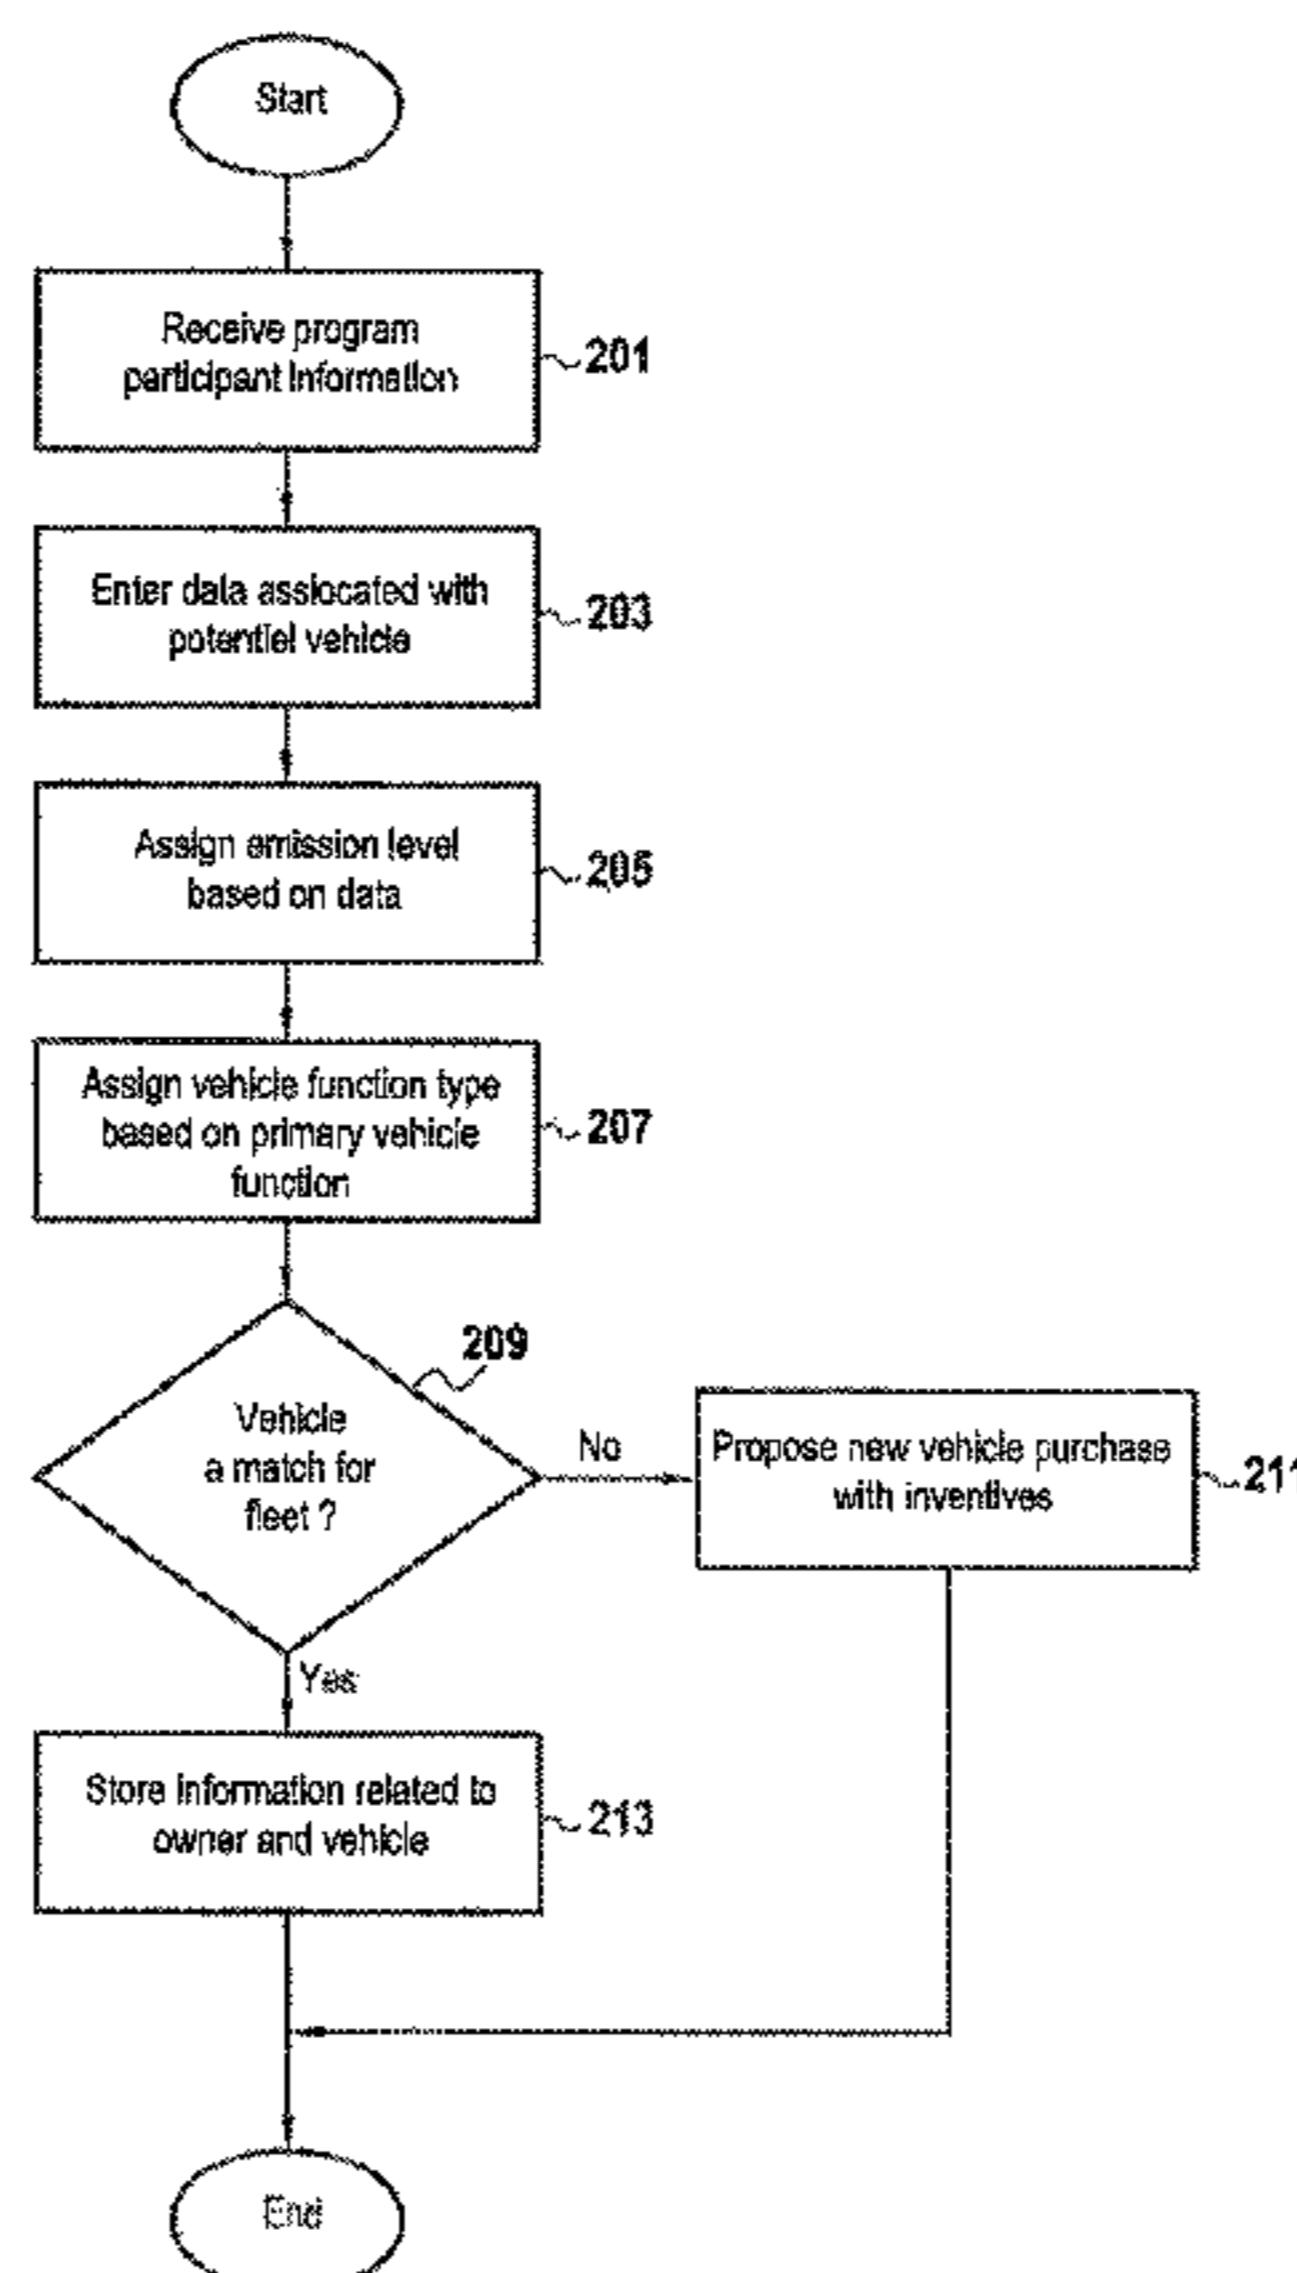 Start
Receive program
participant information
201
Enter data assiocated with
potentiel vehicle
203
Assign emission level
based on data
205
Assign vehicle function type
based on primary vehicle
function
207
209
Vehicle
a match for
fleet ?
No
Propose new vehicle purchase
with inventives
211
Yes
Store information related to
owner and vehicle
213
End